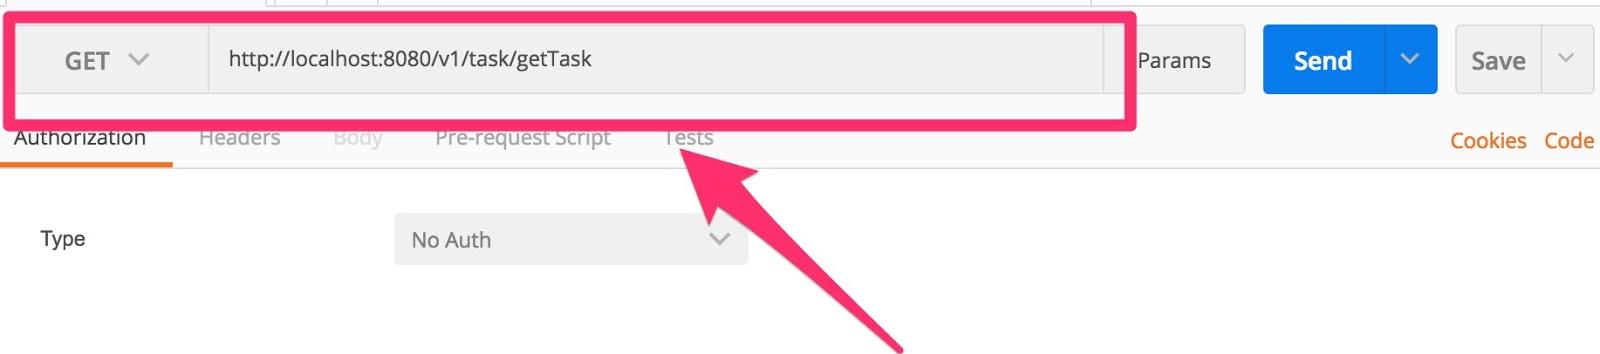 GET http://localhost:8080/v1/task/getTask Params Send Save
Authorization Headers Body Pre-request Script Tests Cookies Code
Type No Auth